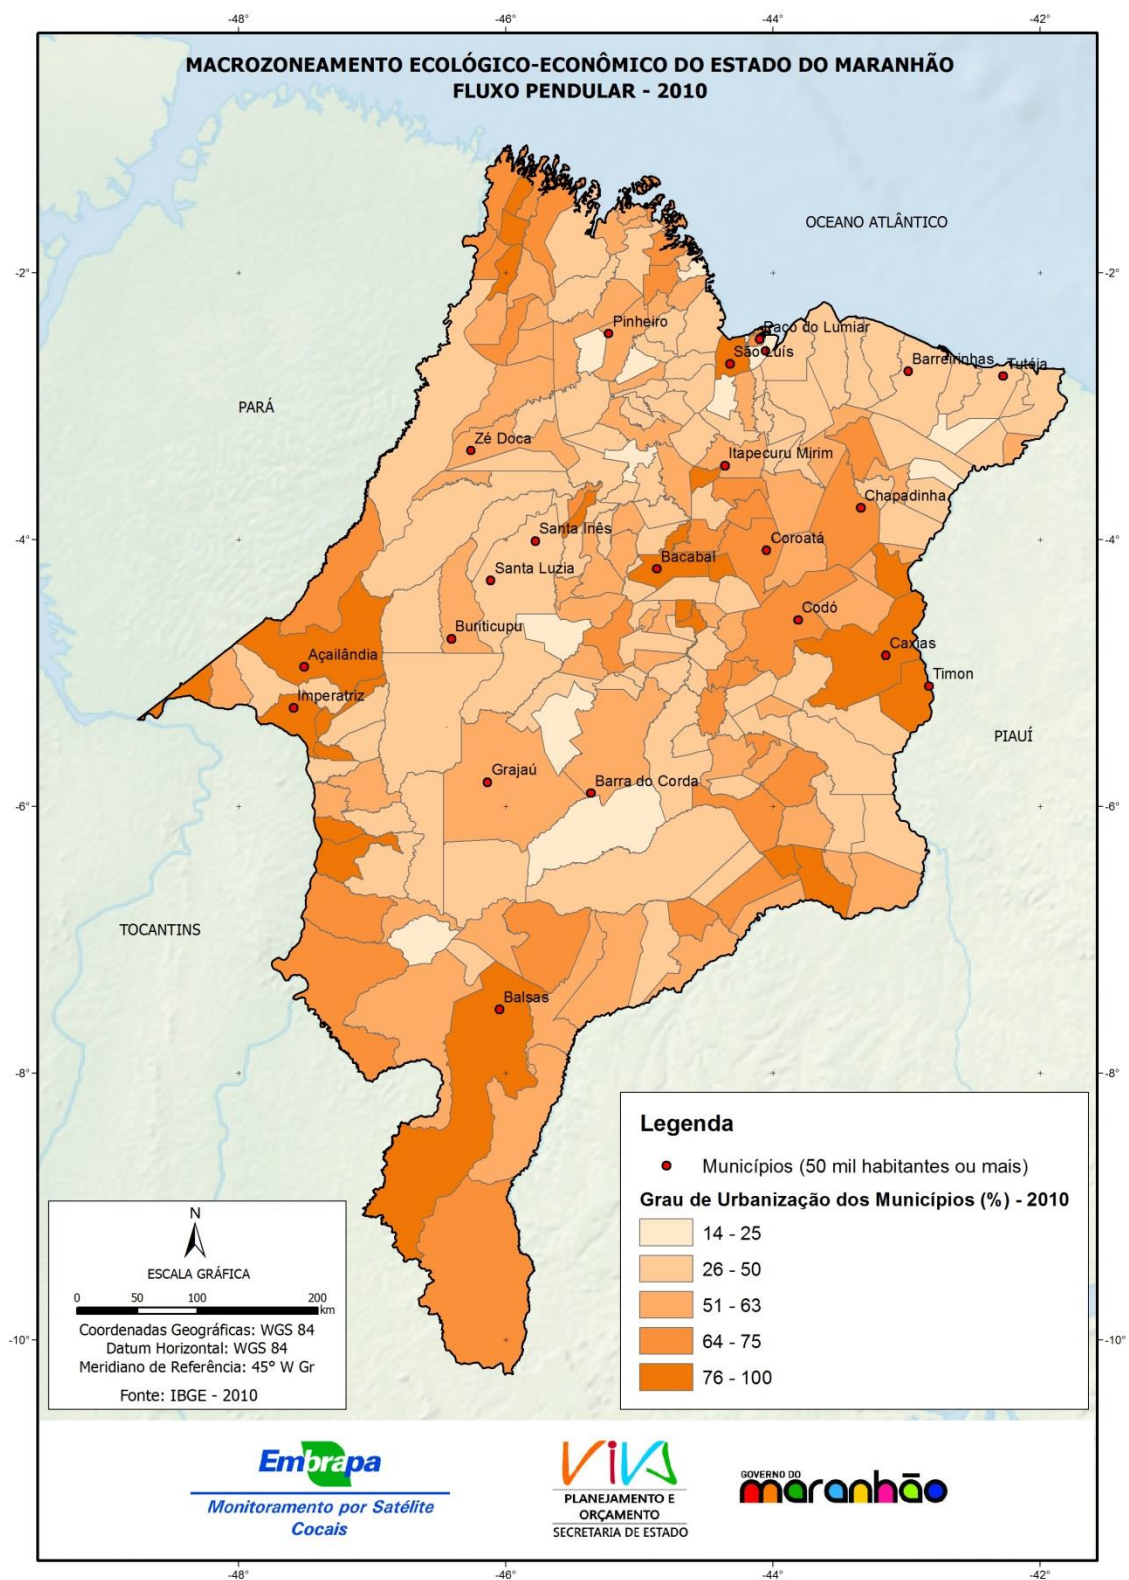 -48° -46° -44° -42°
MACROZONEAMENTO ECOLÓGICO-ECONÔMICO DO ESTADO DO MARANHÃO
FLUXO PENDULAR - 2010
OCEANO ATLÂNTICO
-2° -2°
Pinheiro
Paço do Lumiar
São Luís
Barreirinhas
Tutóia
PARÁ
Zé Doca
Itapecuru Mirim
Chapadinha
Santa Inês
-4° -4°
Coroatá
Bacabal
Santa Luzia
Codó
Buriticupu
Caxias
Açailândia
Timon
Imperatriz
PIAUÍ
Grajaú
Barra do Corda
-6° -6°
TOCANTINS
Balsas
-8° -8°
Legenda
Municípios (50 mil habitantes ou mais)
Grau de Urbanização dos Municípios (%) - 2010
14 - 25
26 - 50
51 - 63
64 - 75
76 - 100
N
ESCALA GRÁFICA
0 50 100 200
km
Coordenadas Geográficas: WGS 84
Datum Horizontal: WGS 84
Meridiano de Referência: 45° W Gr
Fonte: IBGE - 2010
-10° -10°
Embrapa
Monitoramento por Satélite
Cocais
VIVA
PLANEJAMENTO E
ORÇAMENTO
SECRETARIA DE ESTADO
GOVERNO DO
maranhão
-48° -46° -44° -42°